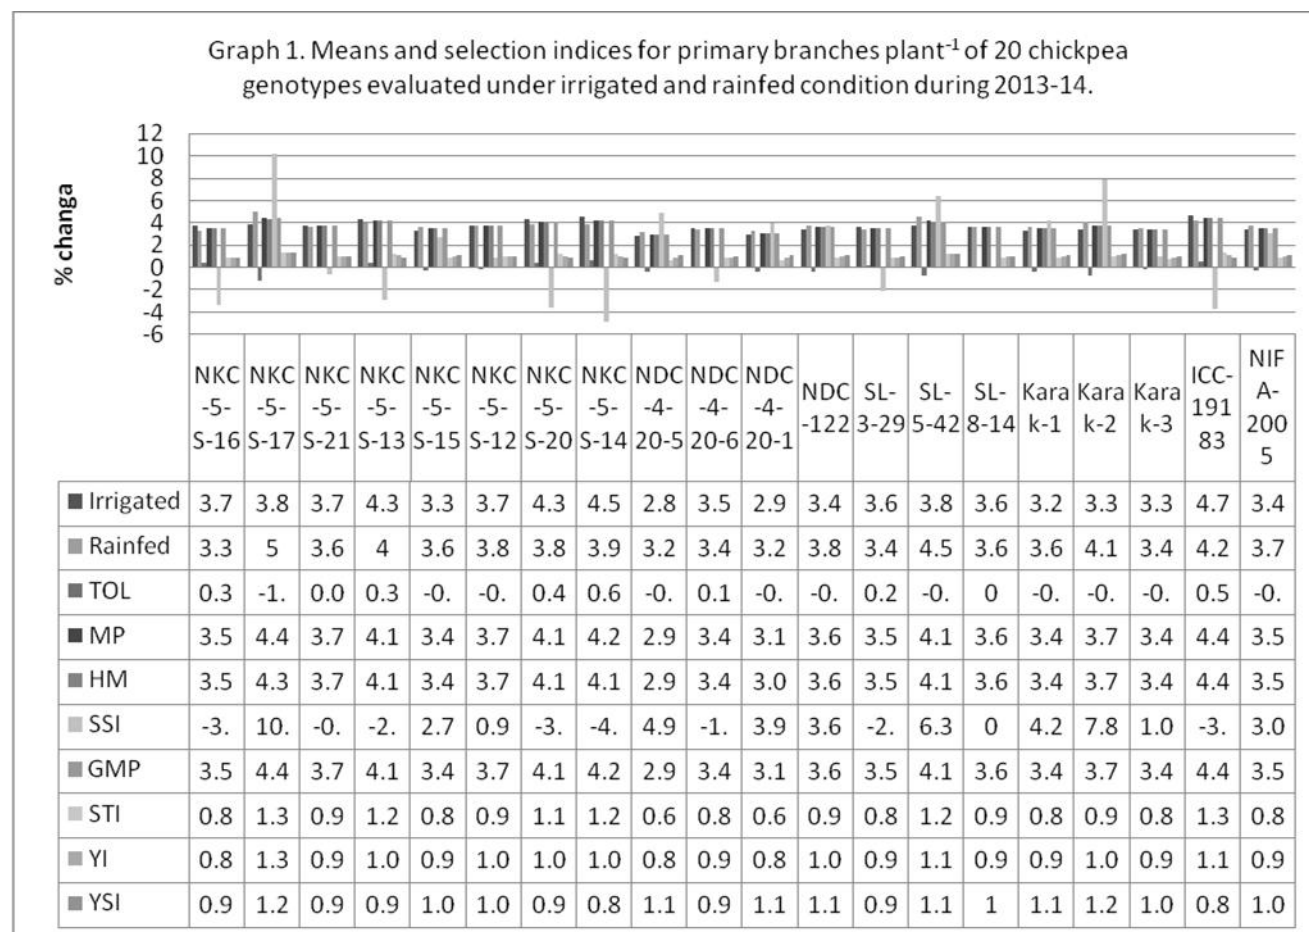 Graph 1. Means and selection indices for primary branches plant⁻¹ of 20 chickpea
genotypes evaluated under irrigated and rainfed condition during 2013-14.
% changa
12
10
8
6
4
2
0
-2
-4
-6
NKC-5-S-16 NKC-5-S-17 NKC-5-S-21 NKC-5-S-13 NKC-5-S-15 NKC-5-S-12 NKC-5-S-20 NKC-5-S-14 NDC-4-20-5 NDC-4-20-6 NDC-4-20-1 NDC-122 SL-3-29 SL-5-42 SL-8-14 Karak-1 Karak-2 Karak-3 ICC-19183 NIFA-2005
Irrigated 3.7 3.8 3.7 4.3 3.3 3.7 4.3 4.5 2.8 3.5 2.9 3.4 3.6 3.8 3.6 3.2 3.3 3.3 4.7 3.4
Rainfed 3.3 5 3.6 4 3.6 3.8 3.8 3.9 3.2 3.4 3.2 3.8 3.4 4.5 3.6 3.6 4.1 3.4 4.2 3.7
TOL 0.3 -1. 0.0 0.3 -0. -0. 0.4 0.6 -0. 0.1 -0. -0. 0.2 -0. 0 -0. -0. -0. 0.5 -0.
MP 3.5 4.4 3.7 4.1 3.4 3.7 4.1 4.2 2.9 3.4 3.1 3.6 3.5 4.1 3.6 3.4 3.7 3.4 4.4 3.5
HM 3.5 4.3 3.7 4.1 3.4 3.7 4.1 4.1 2.9 3.4 3.0 3.6 3.5 4.1 3.6 3.4 3.7 3.4 4.4 3.5
SSI -3. 10. -0. -2. 2.7 0.9 -3. -4. 4.9 -1. 3.9 3.6 -2. 6.3 0 4.2 7.8 1.0 -3. 3.0
GMP 3.5 4.4 3.7 4.1 3.4 3.7 4.1 4.2 2.9 3.4 3.1 3.6 3.5 4.1 3.6 3.4 3.7 3.4 4.4 3.5
STI 0.8 1.3 0.9 1.2 0.8 0.9 1.1 1.2 0.6 0.8 0.6 0.9 0.8 1.2 0.9 0.8 0.9 0.8 1.3 0.8
YI 0.8 1.3 0.9 1.0 0.9 1.0 1.0 1.0 0.8 0.9 0.8 1.0 0.9 1.1 0.9 0.9 1.0 0.9 1.1 0.9
YSI 0.9 1.2 0.9 0.9 1.0 1.0 0.9 0.8 1.1 0.9 1.1 1.1 0.9 1.1 1 1.1 1.2 1.0 0.8 1.0